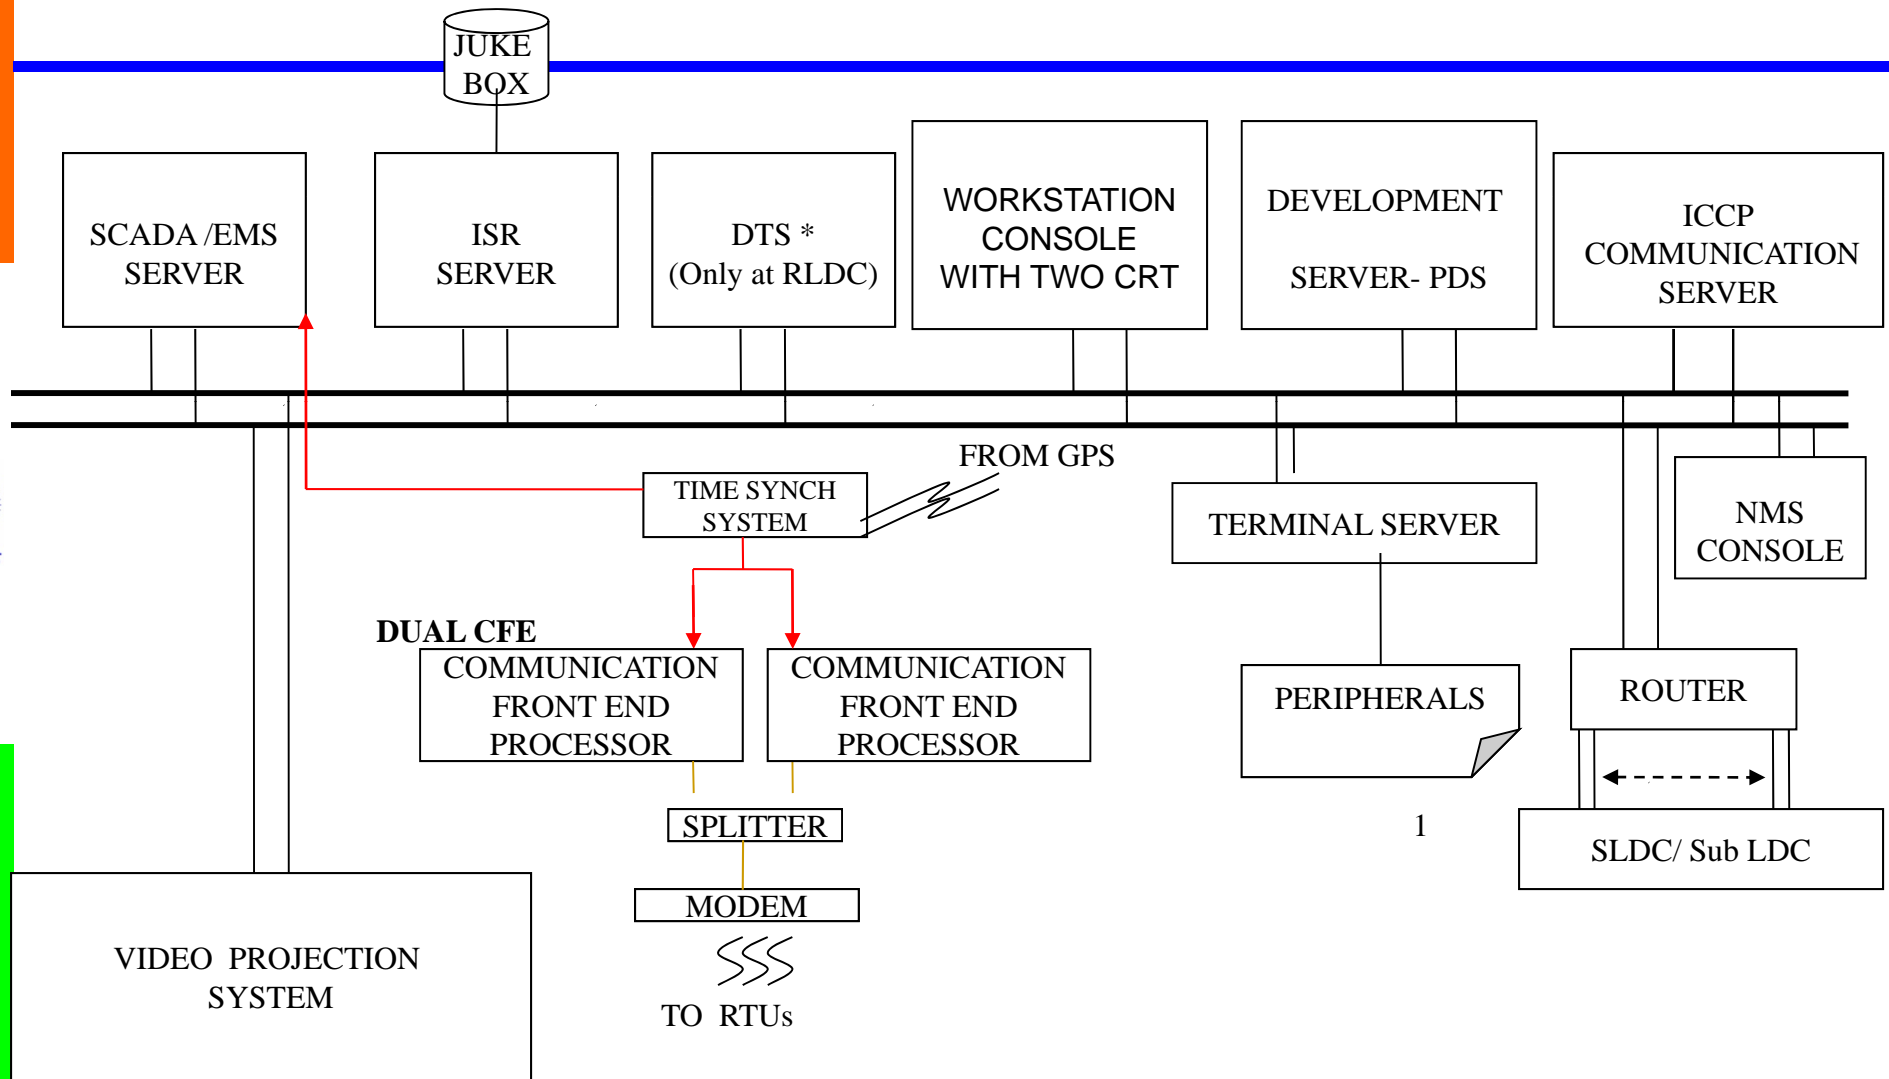 JUKE
BOX
SCADA /EMS
SERVER
ISR
SERVER
DTS *
(Only at RLDC)
WORKSTATION
CONSOLE
WITH TWO CRT
DEVELOPMENT
SERVER- PDS
ICCP
COMMUNICATION
SERVER
FROM GPS
TIME SYNCH
SYSTEM
TERMINAL SERVER
NMS
CONSOLE
DUAL CFE
COMMUNICATION
FRONT END
PROCESSOR
COMMUNICATION
FRONT END
PROCESSOR
PERIPHERALS
ROUTER
SPLITTER
1
SLDC/ Sub LDC
MODEM
VIDEO PROJECTION
SYSTEM
TO RTUs